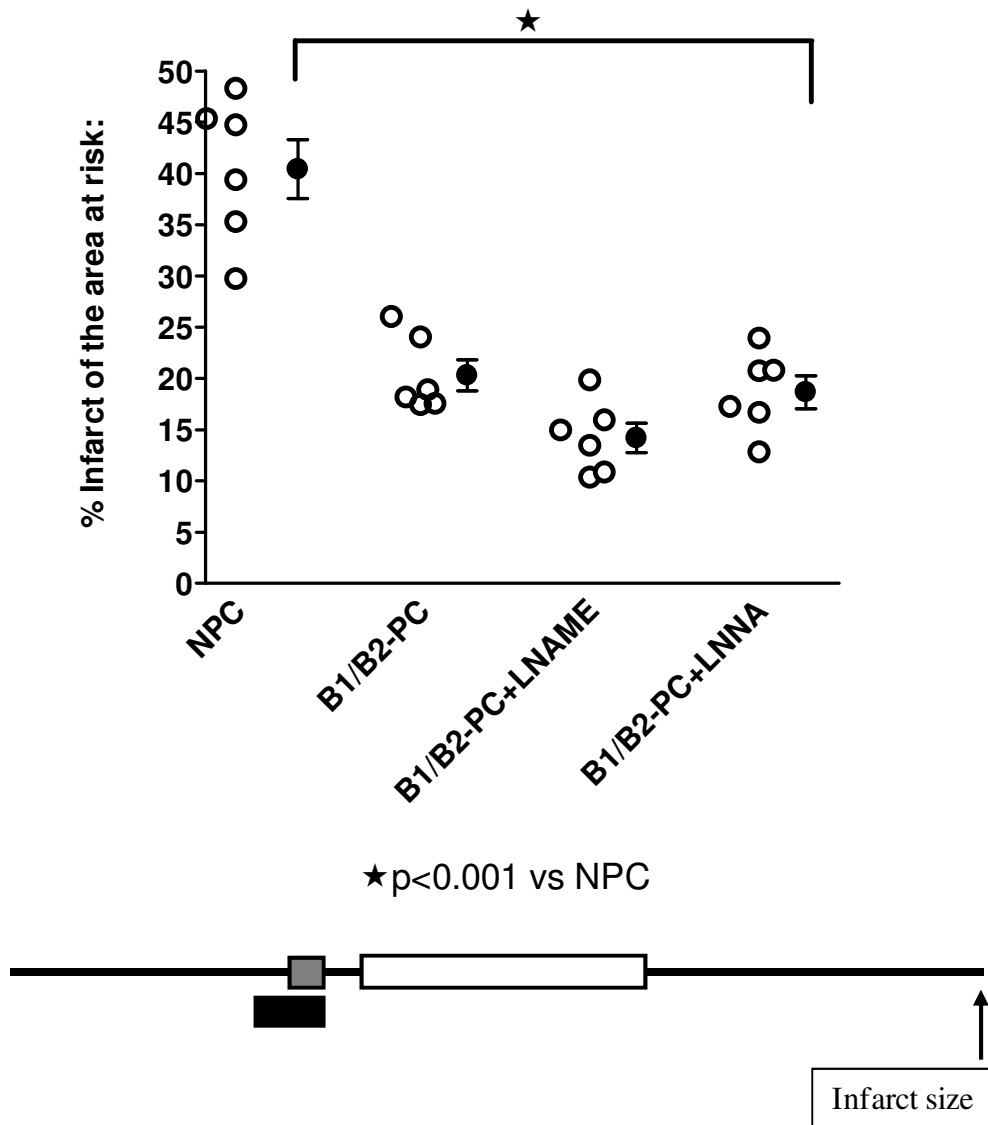 ★
% Infarct of the area at risk:
50
45
40
35
30
25
20
15
10
5
0
NPC
B1/B2-PC
B1/B2-PC+LNAME
B1/B2-PC+LNNA
★p<0.001 vs NPC
Infarct size